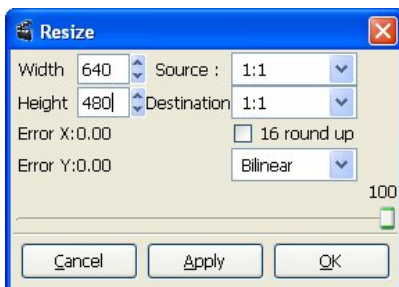 Resize
Width 640 Source : 1:1
Height 480 Destination 1:1
Error X:0.00 16 round up
Error Y:0.00 Bilinear
100
Cancel Apply OK